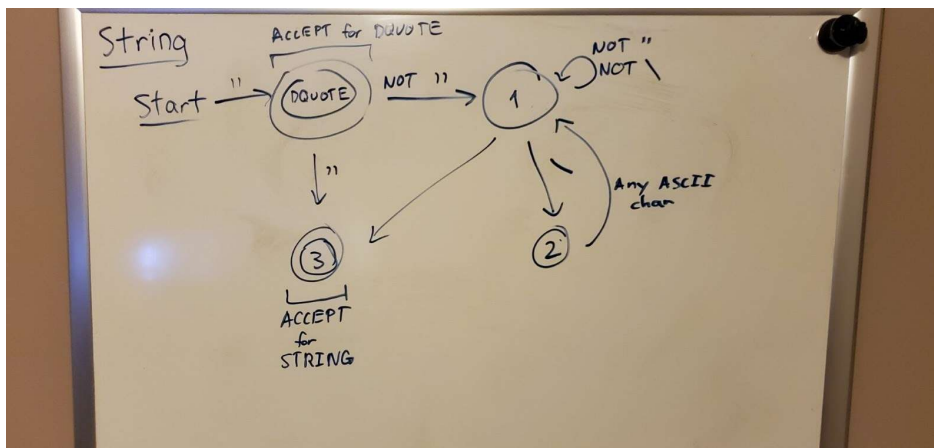 String
ACCEPT for DQUOTE
Start
"
DQUOTE
NOT "
1
NOT "
NOT \
"
\
Any ASCII
char
3
2
ACCEPT
for
STRING